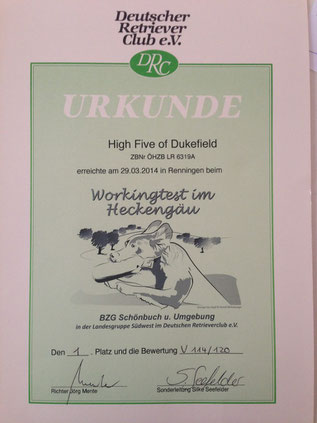 Deutscher
Retriever
Club e.V.
DRC
URKUNDE
High Five of Dukefield
ZBNr ÖHZB LR 6319A
erreichte am 29.03.2014 in Renningen beim
Workingtest im
Heckengäu
BZG Schönbuch u. Umgebung
in der Landesgruppe Südwest im Deutschen Retrieverclub e.V.
Den 1 . Platz und die Bewertung V 114/120
Mente
S. Seefelder
Richter Jörg Mente
Sonderleitung Silke Seefelder